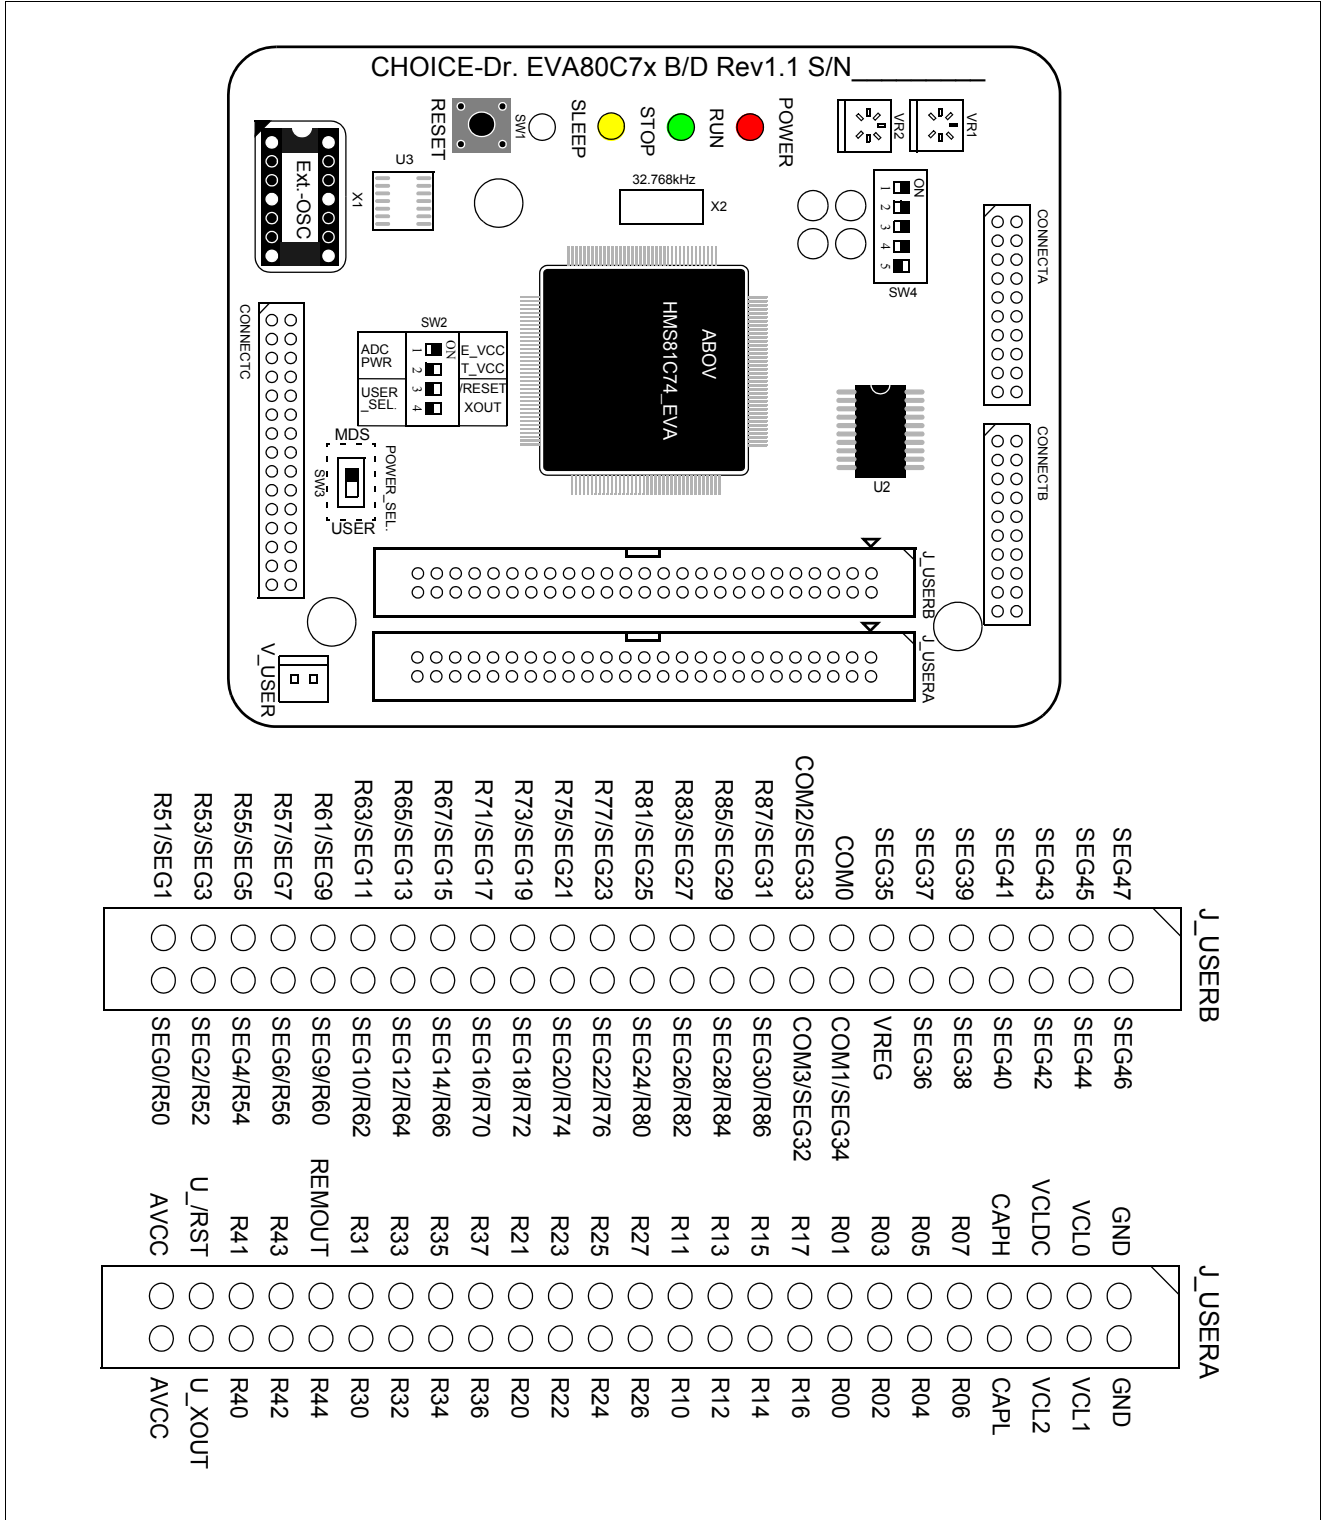 CHOICE-Dr. EVA80C7x B/D Rev1.1 S/N__________
RESET
SW1
SLEEP
STOP
RUN
POWER
VR2
VR1
Ext.-OSC
X1
U3
32.768kHz
X2
ON
1
2
3
4
5
SW4
CONNECTA
CONNECTC
SW2
ADC PWR
1
ON
E_VCC
2
T_VCC
USER_SEL.
3
/RESET
4
XOUT
ABOV
HMS81C74_EVA
MDS
SW3
POWER_SEL.
USER
U2
CONNECTB
J_USERB
J_USERA
V_USER
R51/SEG1
R53/SEG3
R55/SEG5
R57/SEG7
R61/SEG9
R63/SEG11
R65/SEG13
R67/SEG15
R71/SEG17
R73/SEG19
R75/SEG21
R77/SEG23
R81/SEG25
R83/SEG27
R85/SEG29
R87/SEG31
COM2/SEG33
COM0
SEG35
SEG37
SEG39
SEG41
SEG43
SEG45
SEG47
J_USERB
SEG0/R50
SEG2/R52
SEG4/R54
SEG6/R56
SEG9/R60
SEG10/R62
SEG12/R64
SEG14/R66
SEG16/R70
SEG18/R72
SEG20/R74
SEG22/R76
SEG24/R80
SEG26/R82
SEG28/R84
SEG30/R86
COM3/SEG32
COM1/SEG34
VREG
SEG36
SEG38
SEG40
SEG42
SEG44
SEG46
AVCC
U_/RST
R41
R43
REMOUT
R31
R33
R35
R37
R21
R23
R25
R27
R11
R13
R15
R17
R01
R03
R05
R07
CAPH
VCLDC
VCL0
GND
J_USERA
AVCC
U_XOUT
R40
R42
R44
R30
R32
R34
R36
R20
R22
R24
R26
R10
R12
R14
R16
R00
R02
R04
R06
CAPL
VCL2
VCL1
GND